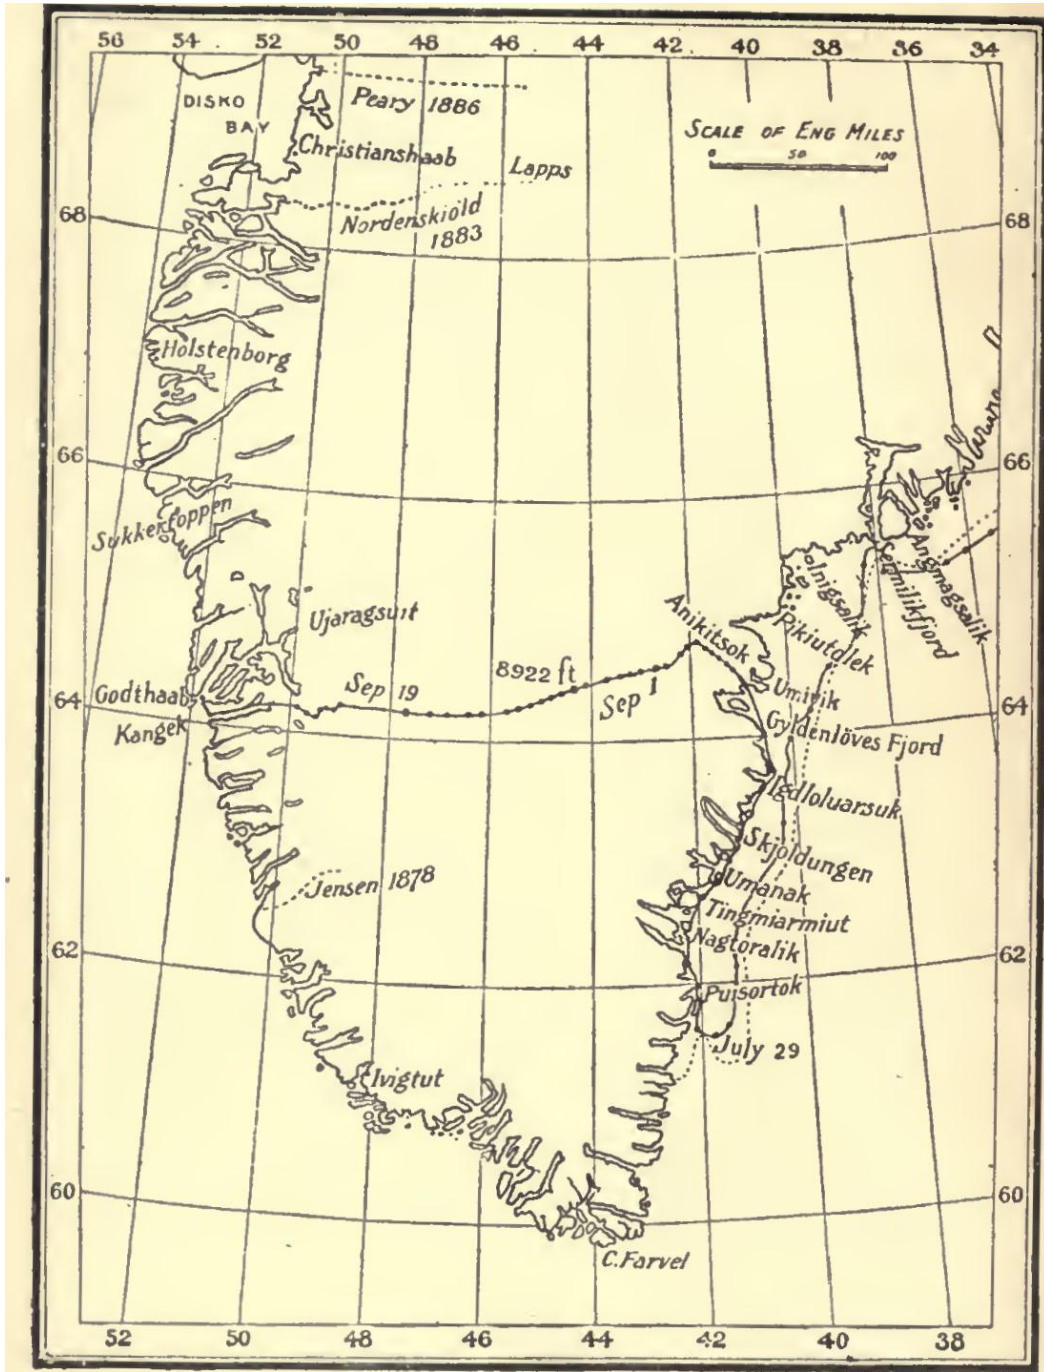 56 54 52 50 48 46 44 42 40 38 36 34
DISKO
BAY
Peary 1886
SCALE OF ENG MILES
0 50 100
Christianshaab
Lapps
Nordenskiold
1883
68 68
Holstenborg
66 66
Sukkertoppen
Angmagsalik
Sermilikfjord
Ujaragsuit
Anikitsok
Pikiutdlek
8922 ft
Sep 19
Sep 1
Umivik
Godthaab
64 64
Kangek
Gyldenlöves Fjord
Igdloluarsuk
Skjoldungen
Jensen 1878
Umanak
Tingmiarmiut
Nagtoralik
62 62
Puisortok
July 29
Ivigtut
60 60
C. Farvel
52 50 48 46 44 42 40 38